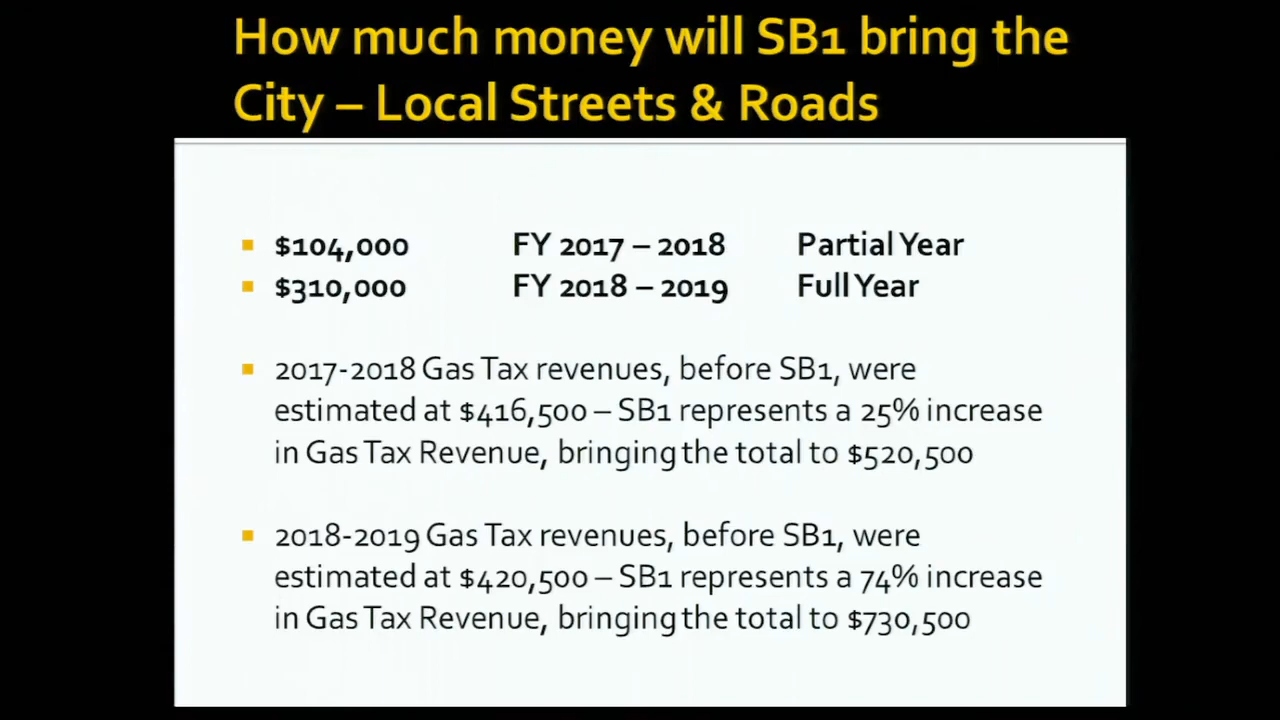 How much money will SB1 bring the
City – Local Streets & Roads
$104,000 FY 2017 – 2018 Partial Year
$310,000 FY 2018 – 2019 Full Year
2017-2018 Gas Tax revenues, before SB1, were
estimated at $416,500 – SB1 represents a 25% increase
in Gas Tax Revenue, bringing the total to $520,500
2018-2019 Gas Tax revenues, before SB1, were
estimated at $420,500 – SB1 represents a 74% increase
in Gas Tax Revenue, bringing the total to $730,500